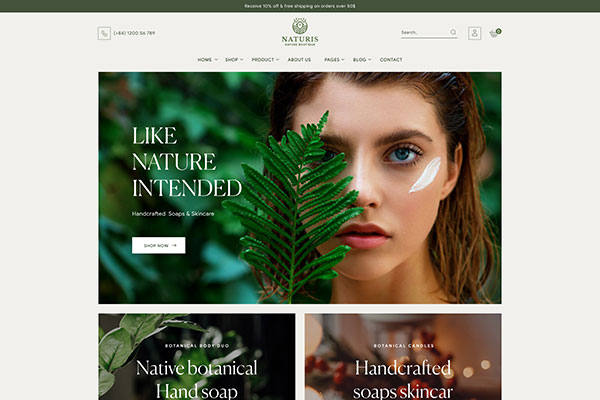 Receive 10% off & free shipping on orders over 50$
(+84) 1200 56 789
NATURIS
NATURE BOUTIQUE
Search...
0
HOME SHOP PRODUCT ABOUT US PAGES BLOG CONTACT
LIKE
NATURE
INTENDED
Handcrafted Soaps & Skincare
SHOP NOW
BOTANICAL BODY DUO
Native botanical
Hand soap
BOTANICAL CANDLES
Handcrafted
soaps skincar